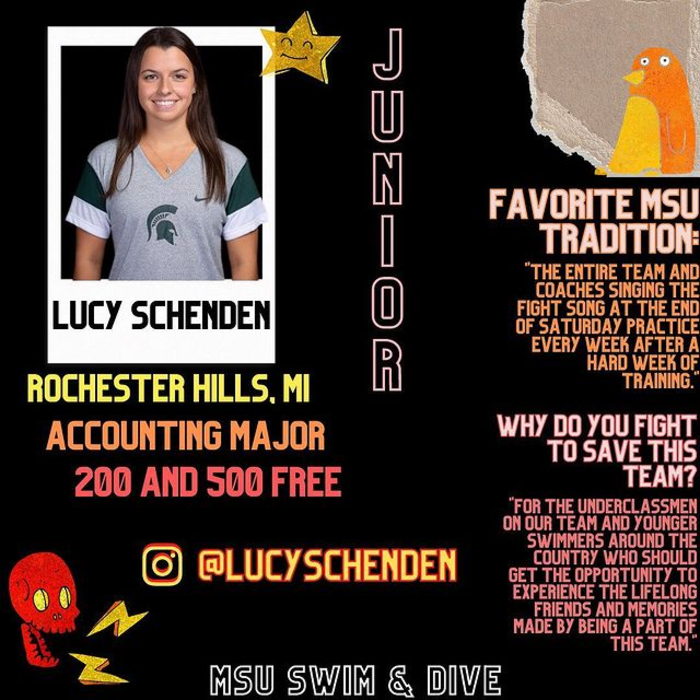 LUCY SCHENDEN
ROCHESTER HILLS, MI
ACCOUNTING MAJOR
200 AND 500 FREE
@LUCYSCHENDEN
JUNIOR
FAVORITE MSU
TRADITION:
"THE ENTIRE TEAM AND
COACHES SINGING THE
FIGHT SONG AT THE END
OF SATURDAY PRACTICE
EVERY WEEK AFTER A
HARD WEEK OF
TRAINING."
WHY DO YOU FIGHT
TO SAVE THIS
TEAM?
"FOR THE UNDERCLASSMEN
ON OUR TEAM AND YOUNGER
SWIMMERS AROUND THE
COUNTRY WHO SHOULD
GET THE OPPORTUNITY TO
EXPERIENCE THE LIFELONG
FRIENDS AND MEMORIES
MADE BY BEING A PART OF
THIS TEAM."
MSU SWIM & DIVE